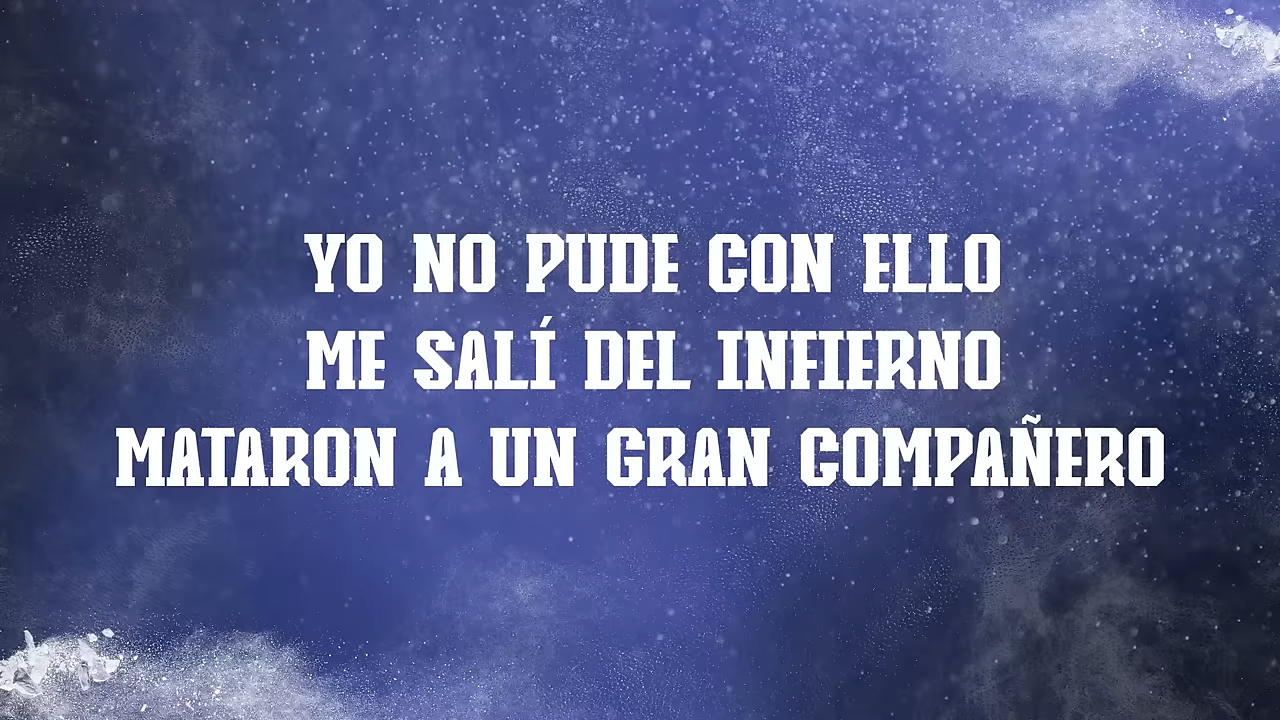 YO NO PUDE CON ELLO
ME SALÍ DEL INFIERNO
MATARON A UN GRAN COMPAÑERO